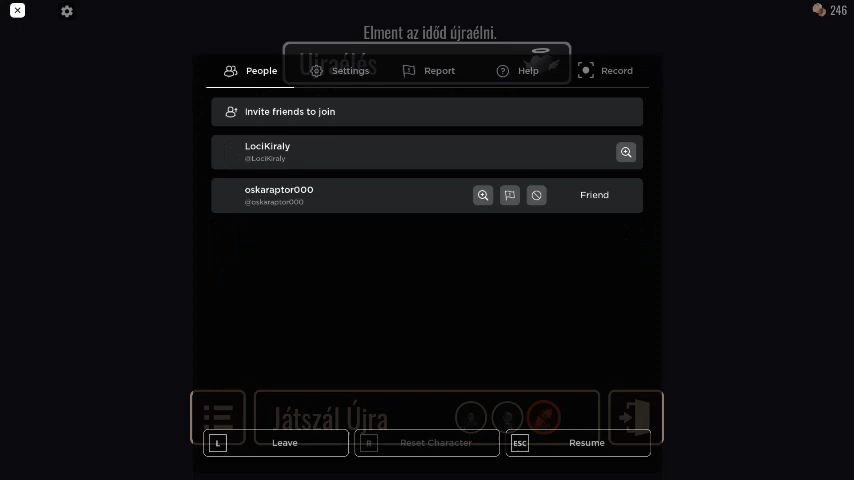 246
Elment az időd újraélni.
Újraélés
People Settings Report Help Record
Invite friends to join
LociKiraly
@LociKiraly
oskaraptor000
@oskaraptor000
Friend
Játszál Újra
L Leave R Reset Character ESC Resume